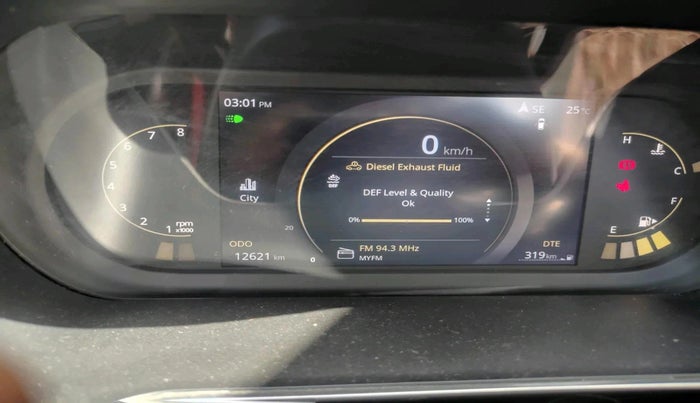 03:01 PM
SE
25 °C
0 km/h
Diesel Exhaust Fluid
DEF
DEF Level & Quality
Ok
0% 100%
City
8
7
6
5
4
3
2
1 rpm
x1000
20
0
ODO
12621 km
FM 94.3 MHz
MYFM
DTE
319 km
H
C
F
E